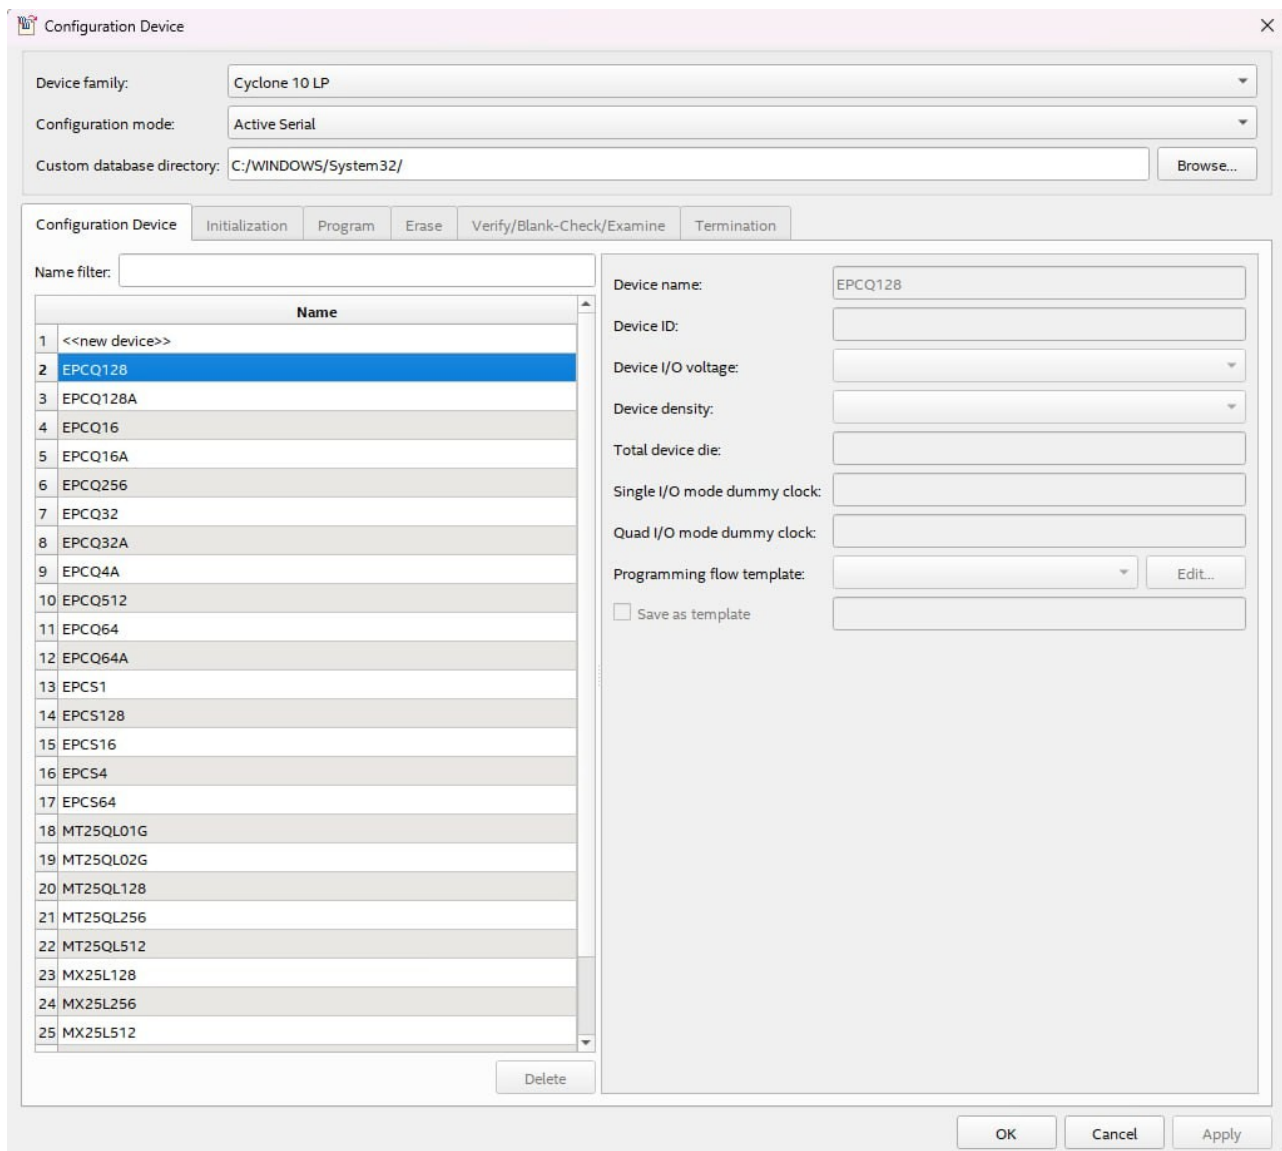 Configuration Device
Device family: Cyclone 10 LP
Configuration mode: Active Serial
Custom database directory: C:/WINDOWS/System32/ Browse...
Configuration Device Initialization Program Erase Verify/Blank-Check/Examine Termination
Name filter:
Name
1 <<new device>>
2 EPCQ128
3 EPCQ128A
4 EPCQ16
5 EPCQ16A
6 EPCQ256
7 EPCQ32
8 EPCQ32A
9 EPCQ4A
10 EPCQ512
11 EPCQ64
12 EPCQ64A
13 EPCS1
14 EPCS128
15 EPCS16
16 EPCS4
17 EPCS64
18 MT25QL01G
19 MT25QL02G
20 MT25QL128
21 MT25QL256
22 MT25QL512
23 MX25L128
24 MX25L256
25 MX25L512
Delete
Device name: EPCQ128
Device ID:
Device I/O voltage:
Device density:
Total device die:
Single I/O mode dummy clock:
Quad I/O mode dummy clock:
Programming flow template: Edit...
Save as template
OK Cancel Apply